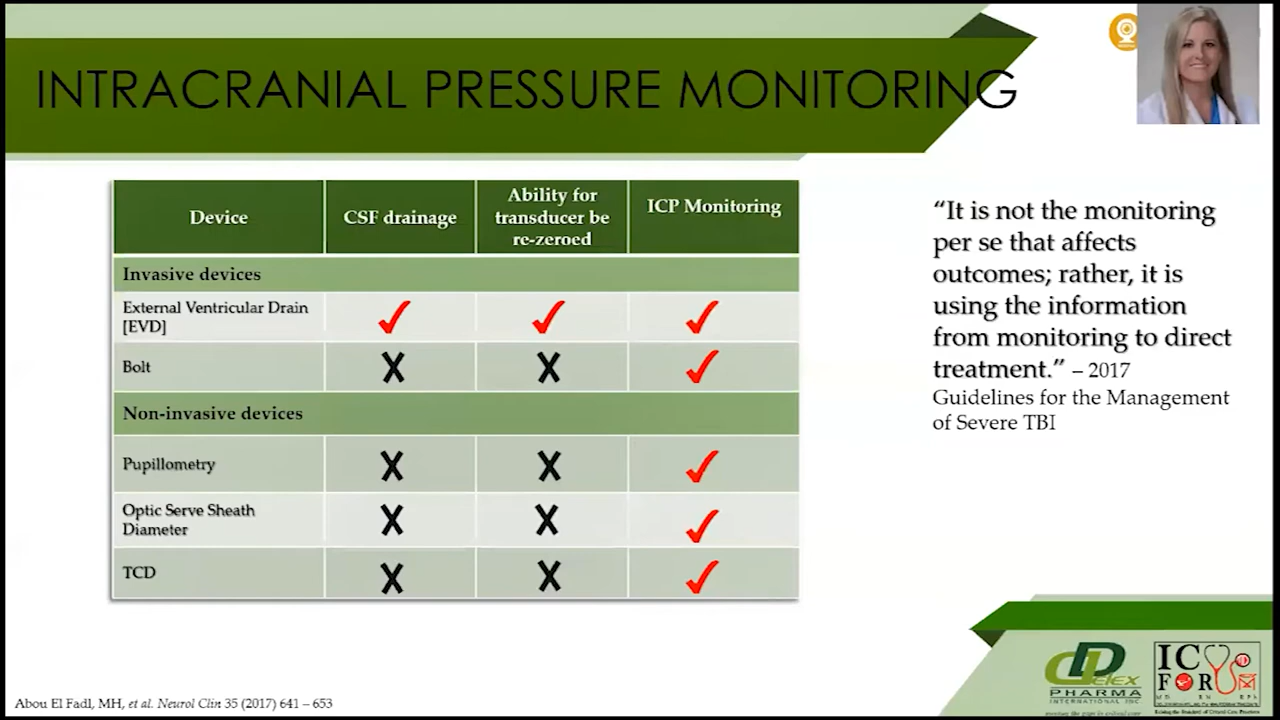 INTRACRANIAL PRESSURE MONITORING
Device
CSF drainage
Ability for
transducer be
re-zeroed
ICP Monitoring
Invasive devices
External Ventricular Drain
[EVD]
Bolt
Non-invasive devices
Pupillometry
Optic Serve Sheath
Diameter
TCD
“It is not the monitoring
per se that affects
outcomes; rather, it is
using the information
from monitoring to direct
treatment.” – 2017
Guidelines for the Management
of Severe TBI
Abou El Fadl, MH, et al. Neurol Clin 35 (2017) 641 – 653
Delex
PHARMA
INTERNATIONAL INC
IC
FORUM